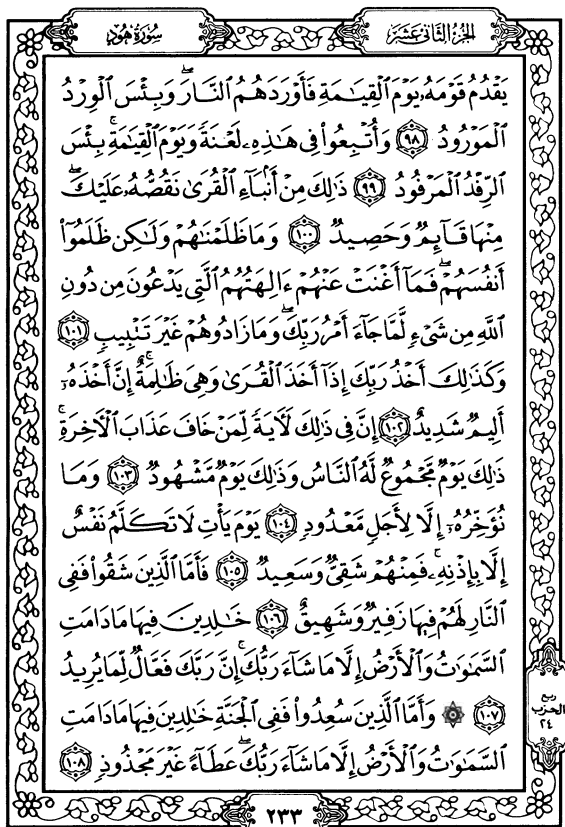 الجزء الثاني عشر
سورة هود
يَقْدُمُ قَوْمَهُۥ يَوْمَ ٱلْقِيَـٰمَةِ فَأَوْرَدَهُمُ ٱلنَّارَ ۖ وَبِئْسَ ٱلْوِرْدُ
ٱلْمَوْرُودُ ٩٨ وَأُتْبِعُوا۟ فِى هَـٰذِهِۦ لَعْنَةً وَيَوْمَ ٱلْقِيَـٰمَةِ ۚ بِئْسَ
ٱلرِّفْدُ ٱلْمَرْفُودُ ٩٩ ذَٰلِكَ مِنْ أَنۢبَآءِ ٱلْقُرَىٰ نَقُصُّهُۥ عَلَيْكَ ۖ
مِنْهَا قَآئِمٌ وَحَصِيدٌ ١٠٠ وَمَا ظَلَمْنَـٰهُمْ وَلَـٰكِن ظَلَمُوٓا۟
أَنفُسَهُمْ ۖ فَمَآ أَغْنَتْ عَنْهُمْ ءَالِهَتُهُمُ ٱلَّتِى يَدْعُونَ مِن دُونِ
ٱللَّهِ مِن شَىْءٍ لَّمَّا جَآءَ أَمْرُ رَبِّكَ ۖ وَمَا زَادُوهُمْ غَيْرَ تَتْبِيبٍ ١٠١
وَكَذَٰلِكَ أَخْذُ رَبِّكَ إِذَآ أَخَذَ ٱلْقُرَىٰ وَهِىَ ظَـٰلِمَةٌ ۚ إِنَّ أَخْذَهُۥٓ
أَلِيمٌ شَدِيدٌ ١٠٢ إِنَّ فِى ذَٰلِكَ لَـَٔايَةً لِّمَنْ خَافَ عَذَابَ ٱلْـَٔاخِرَةِ ۚ
ذَٰلِكَ يَوْمٌ مَّجْمُوعٌ لَّهُ ٱلنَّاسُ وَذَٰلِكَ يَوْمٌ مَّشْهُودٌ ١٠٣ وَمَا
نُؤَخِّرُهُۥٓ إِلَّا لِأَجَلٍ مَّعْدُودٍ ١٠٤ يَوْمَ يَأْتِ لَا تَكَلَّمُ نَفْسٌ
إِلَّا بِإِذْنِهِۦ ۚ فَمِنْهُمْ شَقِىٌّ وَسَعِيدٌ ١٠٥ فَأَمَّا ٱلَّذِينَ شَقُوا۟ فَفِى
ٱلنَّارِ لَهُمْ فِيهَا زَفِيرٌ وَشَهِيقٌ ١٠٦ خَـٰلِدِينَ فِيهَا مَا دَامَتِ
ٱلسَّمَـٰوَٰتُ وَٱلْأَرْضُ إِلَّا مَا شَآءَ رَبُّكَ ۚ إِنَّ رَبَّكَ فَعَّالٌ لِّمَا يُرِيدُ
١٠٧ ۞ وَأَمَّا ٱلَّذِينَ سُعِدُوا۟ فَفِى ٱلْجَنَّةِ خَـٰلِدِينَ فِيهَا مَا دَامَتِ
ٱلسَّمَـٰوَٰتُ وَٱلْأَرْضُ إِلَّا مَا شَآءَ رَبُّكَ ۖ عَطَآءً غَيْرَ مَجْذُوذٍ ١٠٨
ربع
الحزب
٢٤
٢٣٣